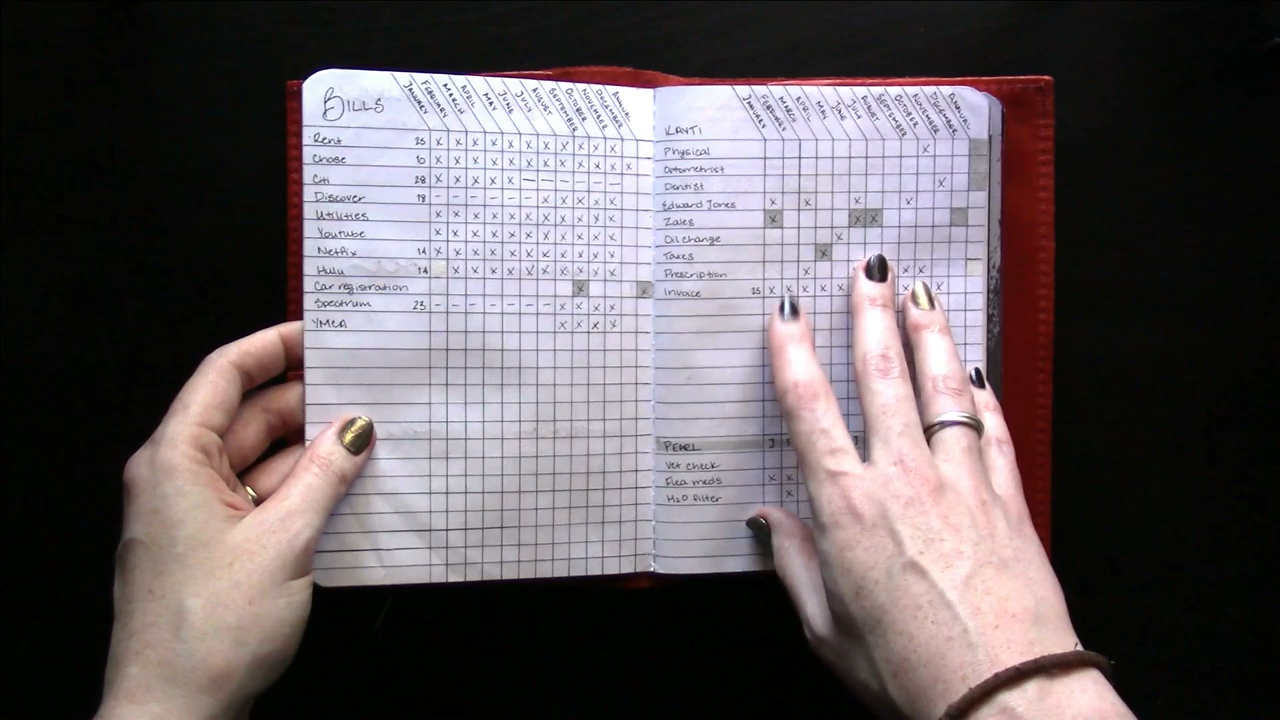 BILLS JANUARY FEBRUARY MARCH APRIL MAY JUNE JULY AUGUST SEPTEMBER OCTOBER NOVEMBER DECEMBER ANNUAL
Rent 25 X X X X X X X X X X X
Chase 10 X X X X X X X X X X X X
Citi 28 X X X X X – – – – – –
Discover 18 – – – – – – X X X X X
Utilities X X X X X X X X X X X
Youtube X X X X X X X X X X X
Netflix 14 X X X X X X X X X X X
Hulu 14 X X X X X X X X X X
Car registration X X
Spectrum 23 – – – – – – – X X X X
YMCA X X X X
KAYTI JANUARY FEBRUARY MARCH APRIL MAY JUNE JULY AUGUST SEPTEMBER OCTOBER NOVEMBER DECEMBER ANNUAL
Physical X
Optometrist
Dentist X
Edward Jones X X X X
Zales X X X
Oil change X
Taxes X
Prescription X X X
Invoice 25 X X X X X X X X
PEARL J F J
Vet check
Flea meds X X
H2O filter X